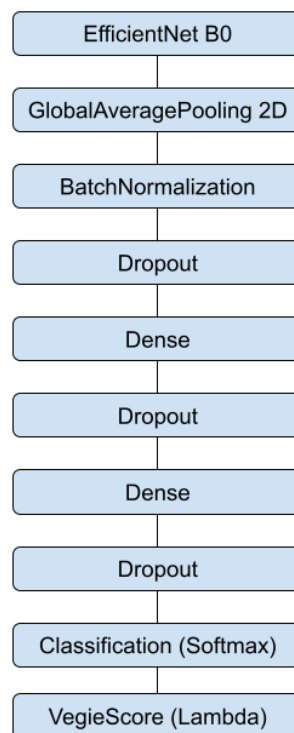 EfficientNet B0
GlobalAveragePooling 2D
BatchNormalization
Dropout
Dense
Dropout
Dense
Dropout
Classification (Softmax)
VegieScore (Lambda)